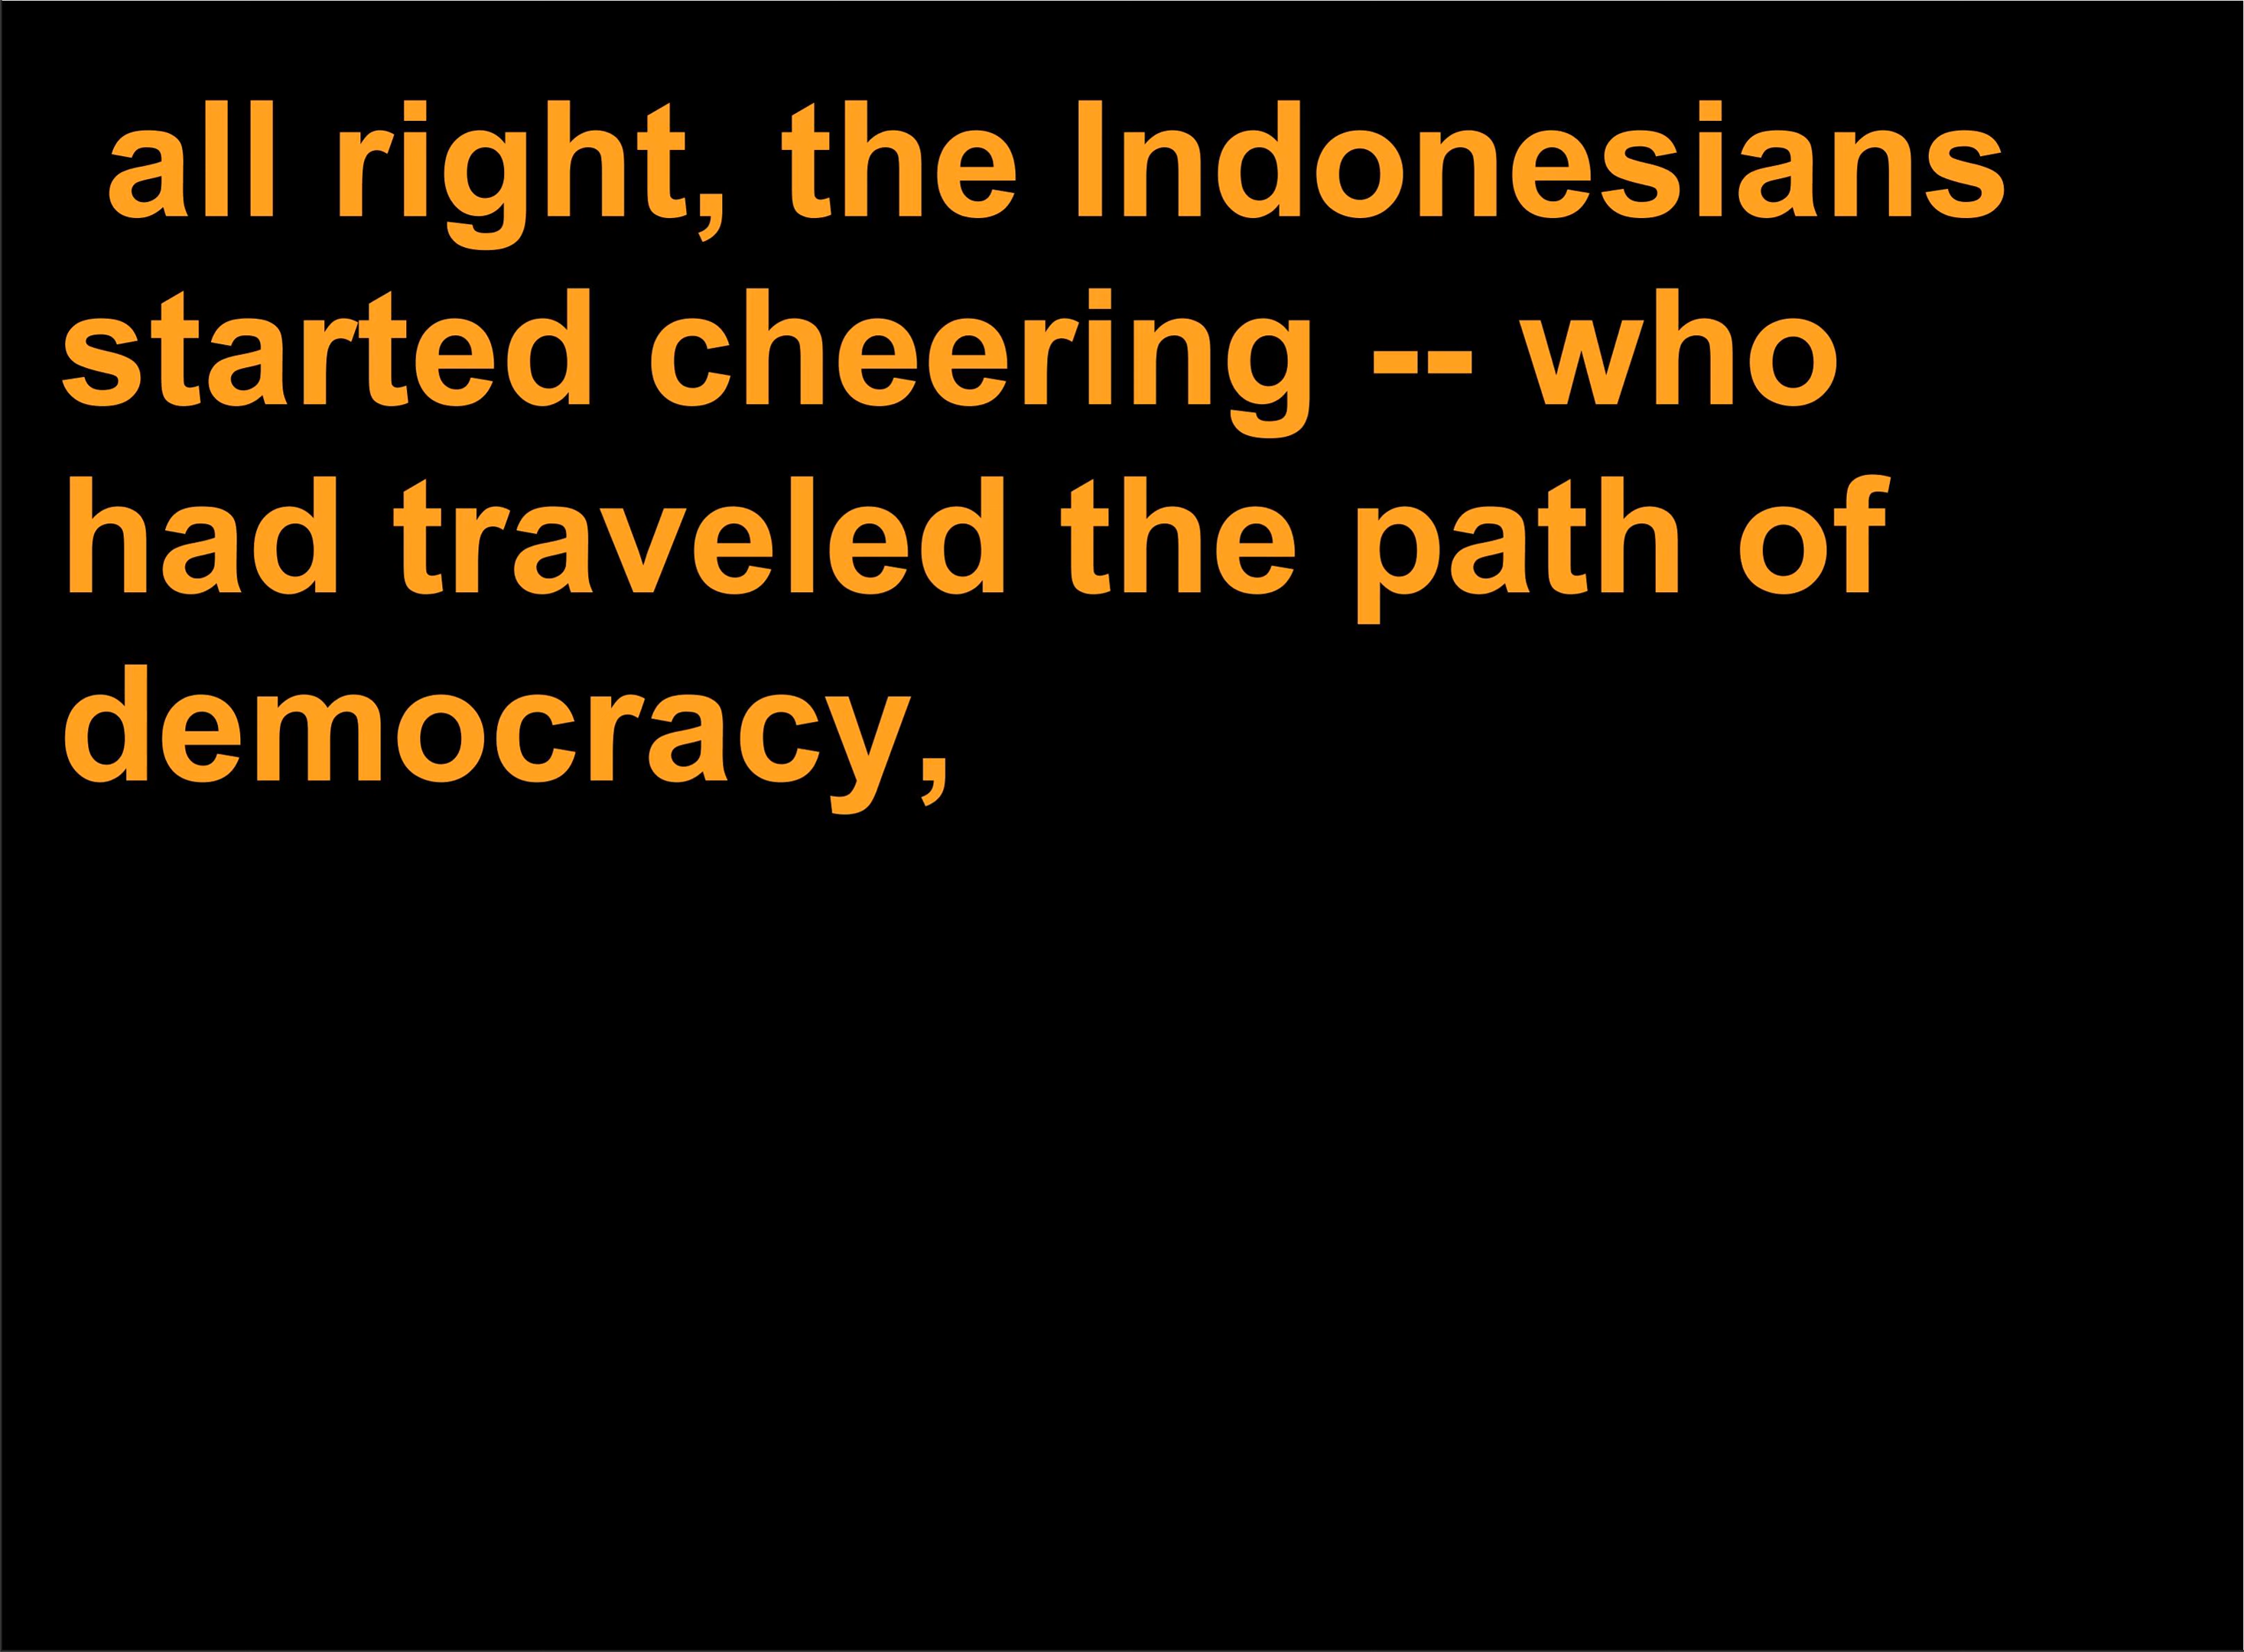 all right, the Indonesians
started cheering -- who
had traveled the path of
democracy,